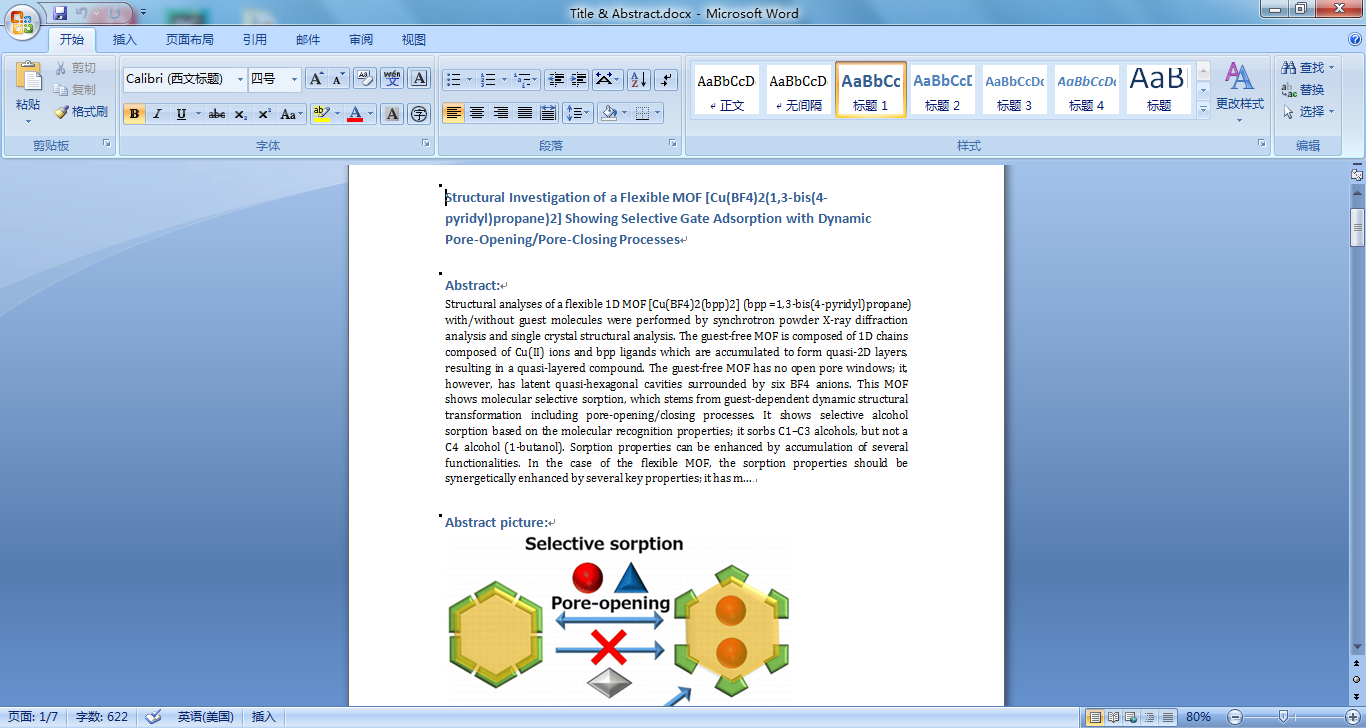 Title & Abstract.docx - Microsoft Word
开始 插入 页面布局 引用 邮件 审阅 视图
粘贴
剪切
复制
格式刷
剪贴板
Calibri (西文标题) 四号
字体
段落
AaBbCcD
正文
AaBbCcD
无间隔
AaBbCc
标题 1
AaBbCcD
标题 2
AaBbCcDc
标题 3
AaBbCcDc
标题 4
AaB
标题
更改样式
样式
查找
替换
选择
编辑
Structural Investigation of a Flexible MOF [Cu(BF4)2(1,3-bis(4-
pyridyl)propane)2] Showing Selective Gate Adsorption with Dynamic
Pore-Opening/Pore-Closing Processes
Abstract:
Structural analyses of a flexible 1D MOF [Cu(BF4)2(bpp)2] (bpp =1,3-bis(4-pyridyl)propane)
with/without guest molecules were performed by synchrotron powder X-ray diffraction
analysis and single crystal structural analysis. The guest-free MOF is composed of 1D chains
composed of Cu(II) ions and bpp ligands which are accumulated to form quasi-2D layers,
resulting in a quasi-layered compound. The guest-free MOF has no open pore windows; it,
however, has latent quasi-hexagonal cavities surrounded by six BF4 anions. This MOF
shows molecular selective sorption, which stems from guest-dependent dynamic structural
transformation including pore-opening/closing processes. It shows selective alcohol
sorption based on the molecular recognition properties; it sorbs C1–C3 alcohols, but not a
C4 alcohol (1-butanol). Sorption properties can be enhanced by accumulation of several
functionalities. In the case of the flexible MOF, the sorption properties should be
synergetically enhanced by several key properties; it has m....
Abstract picture:
Selective sorption
Pore-opening
页面: 1/7 字数: 622 英语(美国) 插入 80%